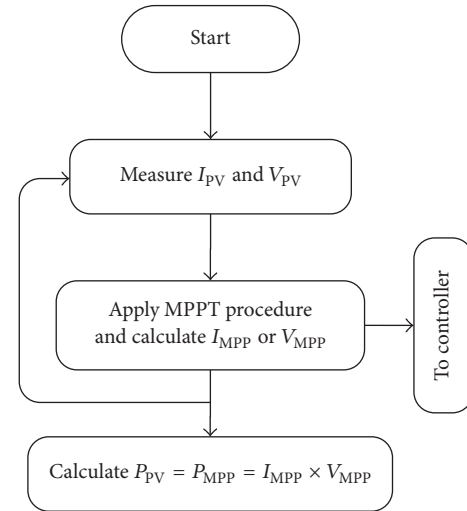 Start
Measure I_PV and V_PV
Apply MPPT procedure
and calculate I_MPP or V_MPP
To controller
Calculate P_PV = P_MPP = I_MPP × V_MPP